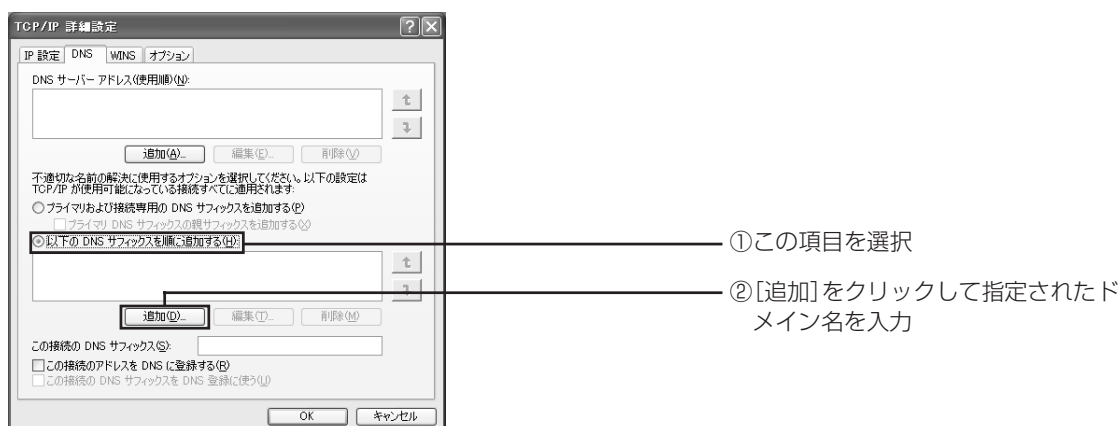 TCP/IP 詳細設定
IP 設定 DNS WINS オプション
DNS サーバー アドレス(使用順)(N):
追加(A)... 編集(E)... 削除(V)
不適切な名前の解決に使用するオプションを選択してください。以下の設定は
TCP/IP が使用可能になっている接続すべてに適用されます:
プライマリおよび接続専用の DNS サフィックスを追加する(P)
プライマリ DNS サフィックスの親サフィックスを追加する(X)
以下の DNS サフィックスを順に追加する(H):
①この項目を選択
②[追加]をクリックして指定されたド
メイン名を入力
追加(D)... 編集(T)... 削除(M)
この接続の DNS サフィックス(S):
この接続のアドレスを DNS に登録する(R)
この接続の DNS サフィックスを DNS 登録に使う(U)
OK キャンセル